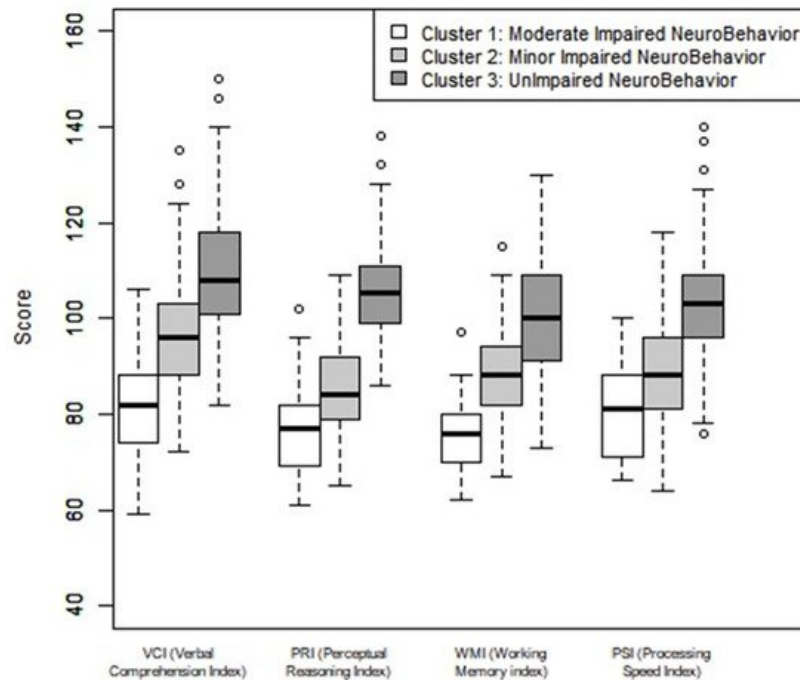 160
140
120
100
80
60
40
Score
Cluster 1: Moderate Impaired NeuroBehavior
Cluster 2: Minor Impaired NeuroBehavior
Cluster 3: UnImpaired NeuroBehavior
VCI (Verbal
Comprehension Index)
PRI (Perceptual
Reasoning Index)
WMI (Working
Memory index)
PSI (Processing
Speed Index)